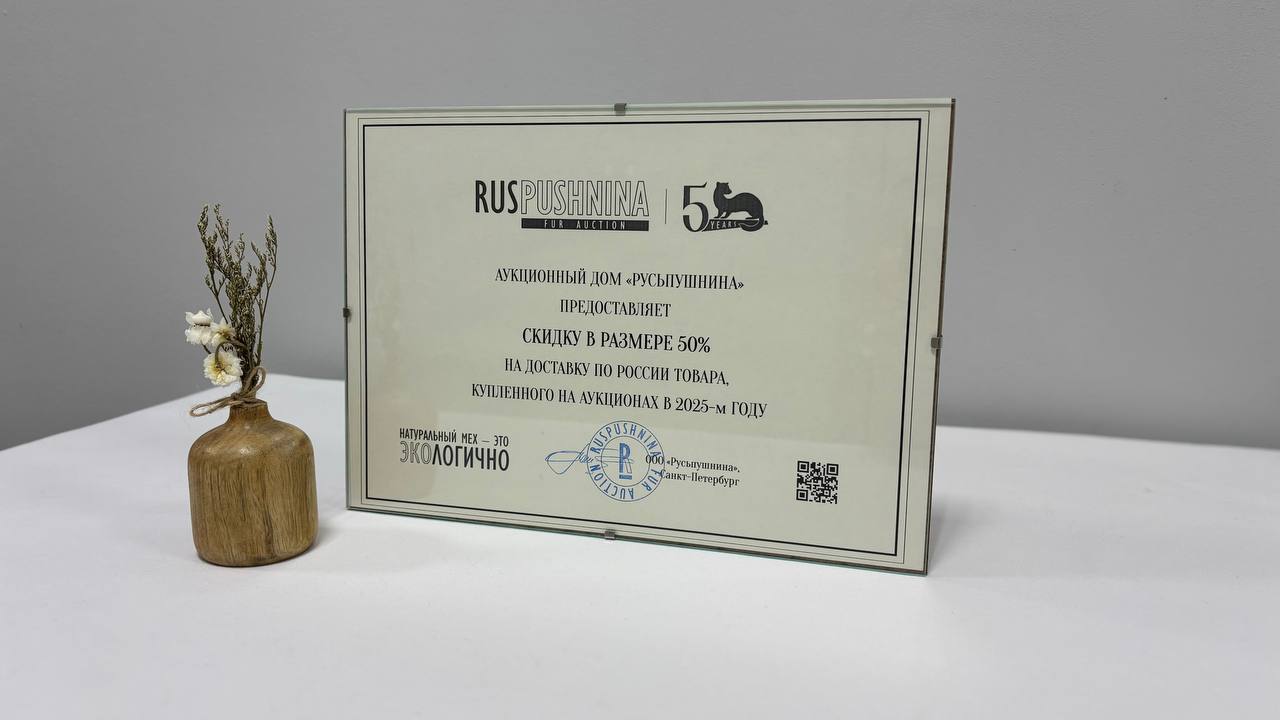 RUSPUSHNINA
FUR AUCTION
50
YEARS
АУКЦИОННЫЙ ДОМ «РУСЬПУШНИНА»
ПРЕДОСТАВЛЯЕТ
СКИДКУ В РАЗМЕРЕ 50%
НА ДОСТАВКУ ПО РОССИИ ТОВАРА,
КУПЛЕННОГО НА АУКЦИОНАХ В 2025-м ГОДУ
НАТУРАЛЬНЫЙ МЕХ – ЭТО
ЭКОЛОГИЧНО
RUSPUSHNINA FUR AUCTION
R
ООО «Русьпушнина»,
Санкт-Петербург